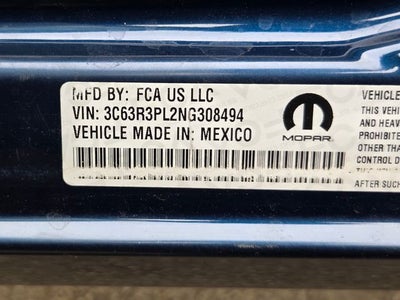 MFD BY: FCA US LLC
VIN: 3C63R3PL2NG308494
VEHICLE MADE IN: MEXICO
MOPAR
VEHICLE
THIS VEHI
AND HEAV
PROHIBITE
OTHER THA
CONTROL D
THIS
AFTER SUCH